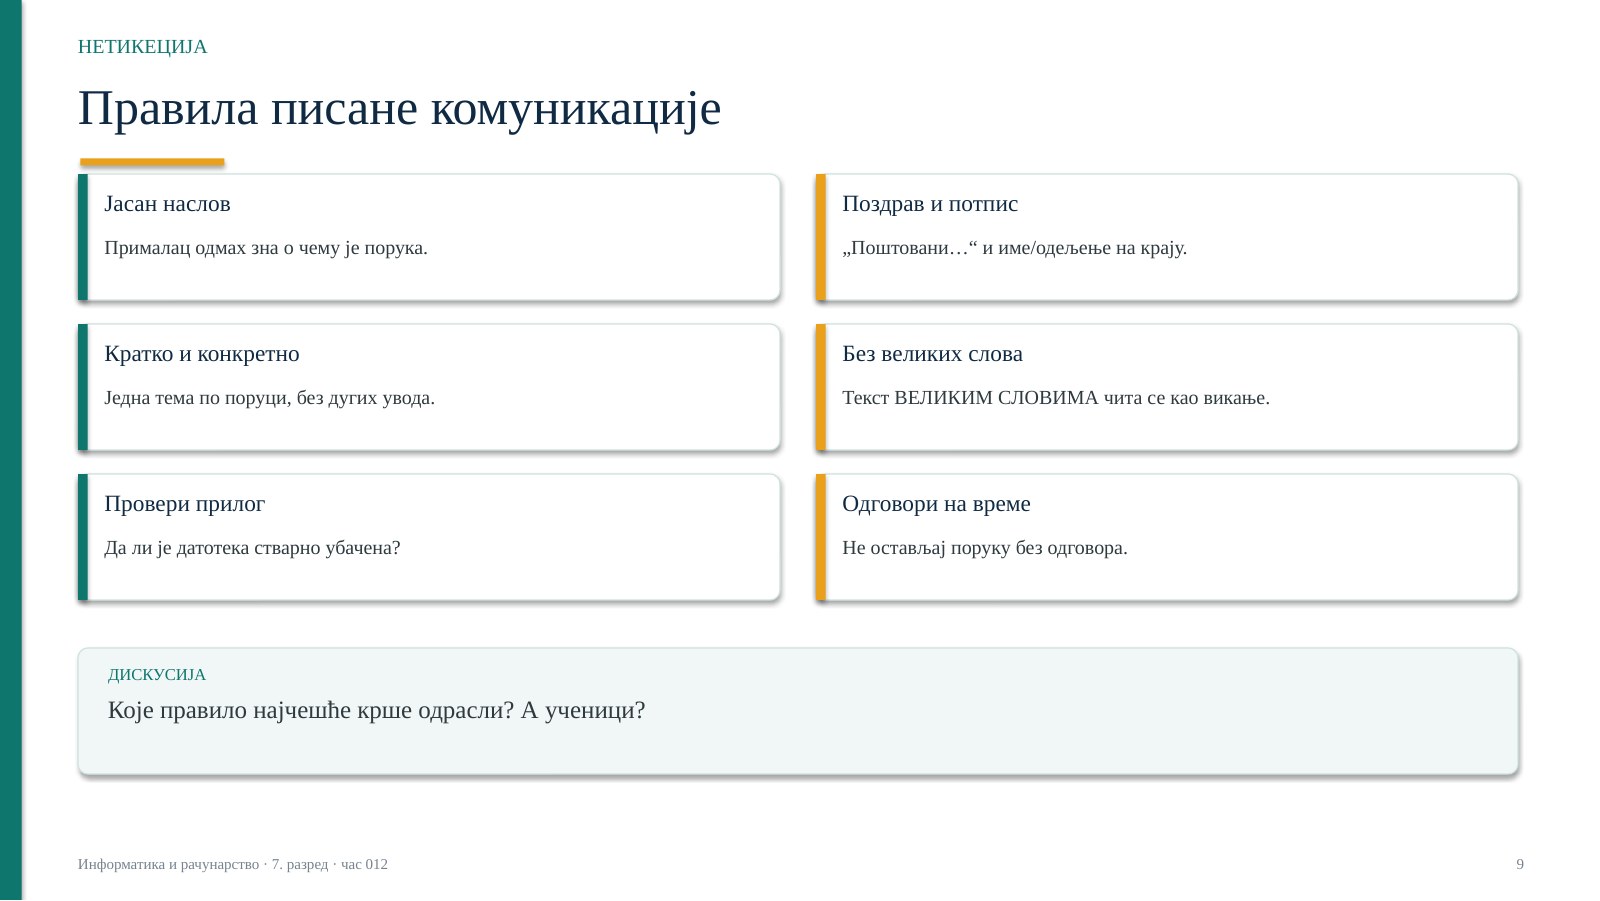 НЕТИКЕЦИЈА
Правила писане комуникације
Јасан наслов
Прималац одмах зна о чему је порука.
Поздрав и потпис
„Поштовани…“ и име/одељење на крају.
Кратко и конкретно
Једна тема по поруци, без дугих увода.
Без великих слова
Текст ВЕЛИКИМ СЛОВИМА чита се као викање.
Провери прилог
Да ли је датотека стварно убачена?
Одговори на време
Не остављај поруку без одговора.
ДИСКУСИЈА
Које правило најчешће крше одрасли? А ученици?
Информатика и рачунарство · 7. разред · час 012
9